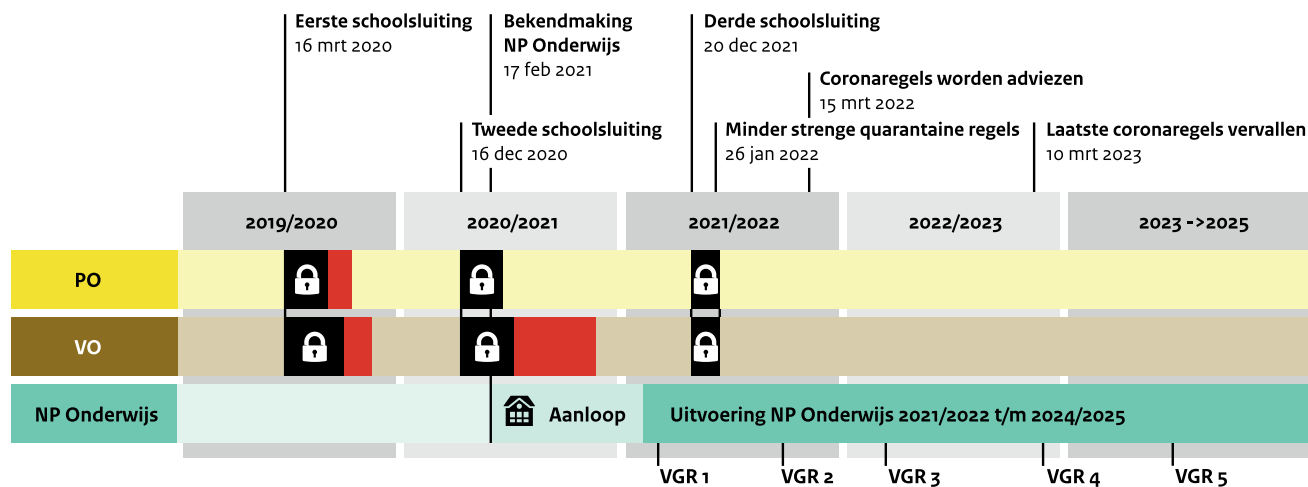 Eerste schoolsluiting
16 mrt 2020
Bekendmaking
NP Onderwijs
17 feb 2021
Derde schoolsluiting
20 dec 2021
Coronaregels worden adviezen
15 mrt 2022
Tweede schoolsluiting
16 dec 2020
Minder strenge quarantaine regels
26 jan 2022
Laatste coronaregels vervallen
10 mrt 2023
2019/2020
2020/2021
2021/2022
2022/2023
2023 ->2025
PO
VO
NP Onderwijs
Aanloop
Uitvoering NP Onderwijs 2021/2022 t/m 2024/2025
VGR 1
VGR 2
VGR 3
VGR 4
VGR 5